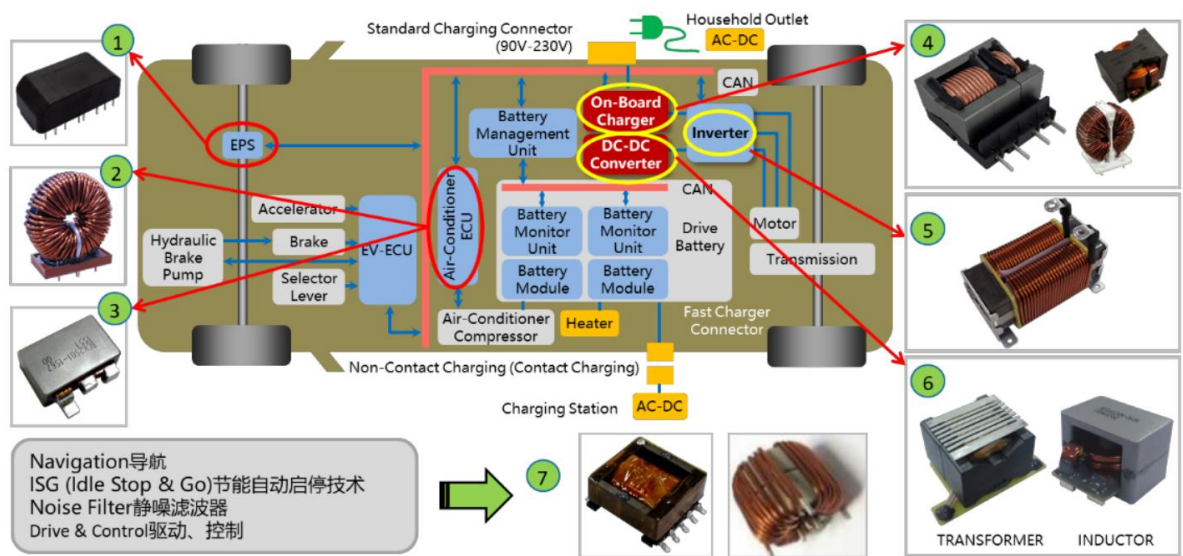 Standard Charging Connector
(90V-230V)
Household Outlet
AC-DC
1
4
CAN
On-Board
Charger
Battery
Management
Unit
Inverter
EPS
DC-DC
Converter
2
CAN
Air-Conditioner
ECU
Accelerator
Battery
Monitor
Unit
Battery
Monitor
Unit
Drive
Battery
Motor
5
Hydraulic
Brake
Pump
Brake
EV-ECU
Transmission
Selector
Lever
Battery
Module
Battery
Module
3
Air-Conditioner
Compressor
Heater
Fast Charger
Connector
Non-Contact Charging (Contact Charging)
6
Charging Station
AC-DC
Navigation导航
ISG (Idle Stop & Go)节能自动启停技术
Noise Filter静噪滤波器
Drive & Control驱动、控制
7
TRANSFORMER
INDUCTOR